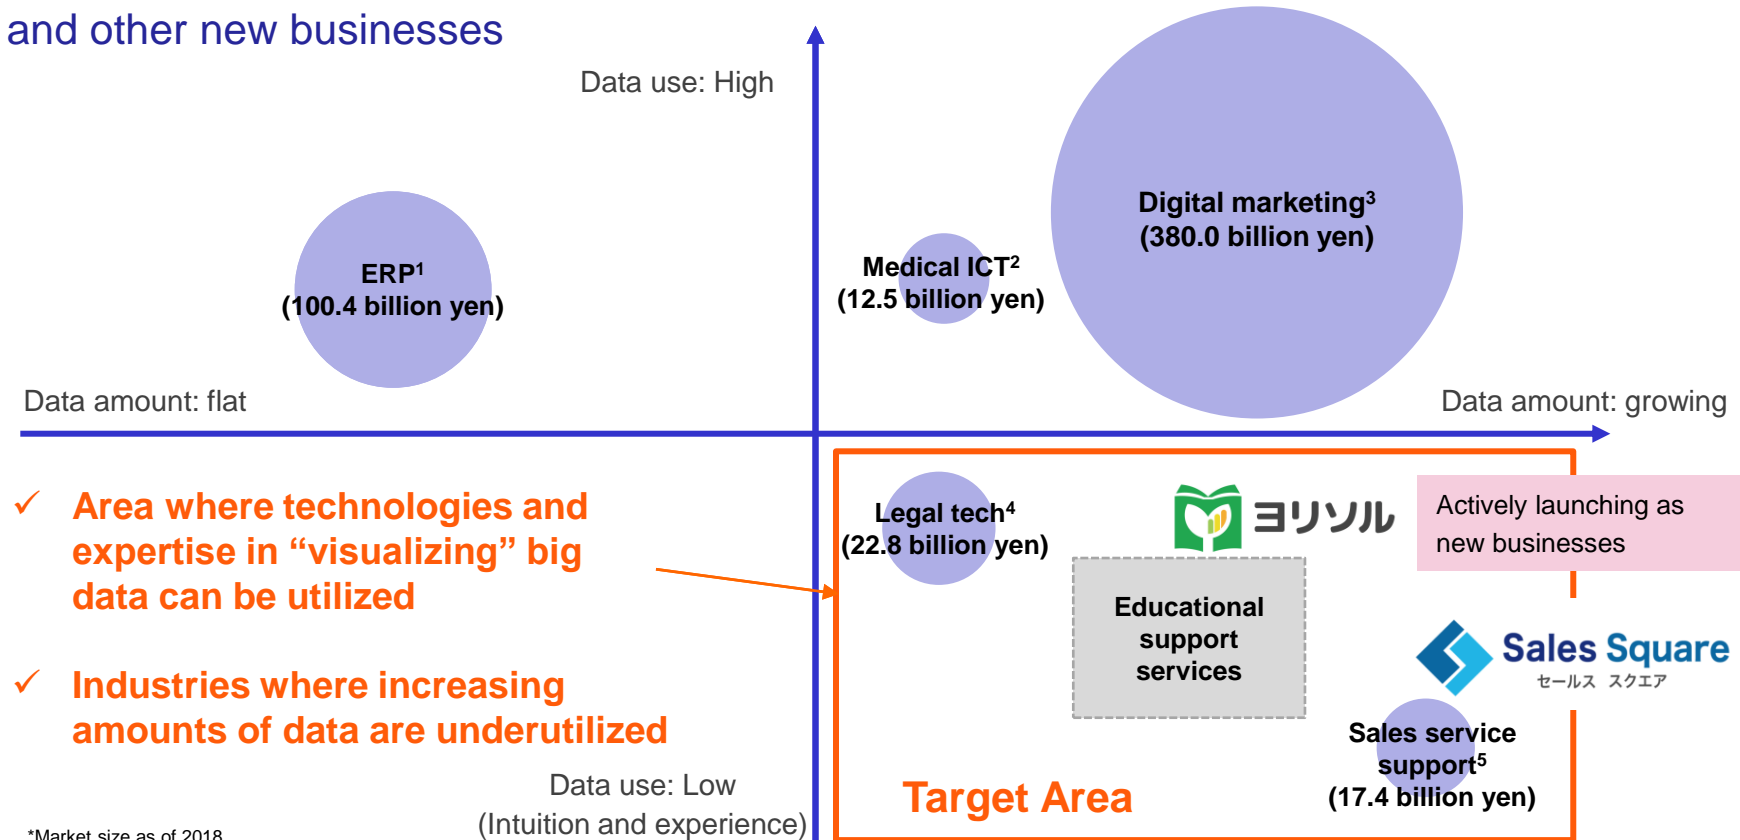 and other new businesses
Data use: High
Digital marketing³
(380.0 billion yen)
Medical ICT²
(12.5 billion yen)
ERP¹
(100.4 billion yen)
Data amount: flat
Data amount: growing
✓ Area where technologies and
expertise in “visualizing” big
data can be utilized
✓ Industries where increasing
amounts of data are underutilized
Legal tech⁴
(22.8 billion yen)
ヨリソル
Actively launching as
new businesses
Educational
support
services
Sales Square
セールス スクエア
Sales service
support⁵
(17.4 billion yen)
Target Area
Data use: Low
(Intuition and experience)
*Market size as of 2018